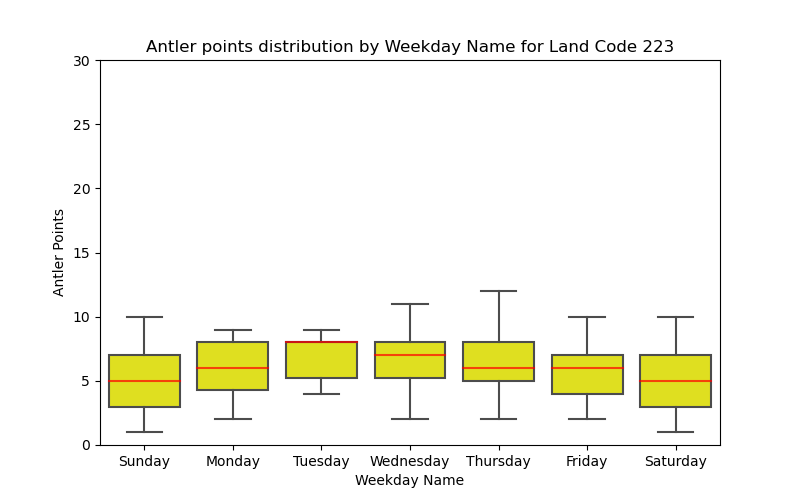 Antler points distribution by Weekday Name for Land Code 223
30
25
20
15
10
5
0
Antler Points
Sunday Monday Tuesday Wednesday Thursday Friday Saturday
Weekday Name